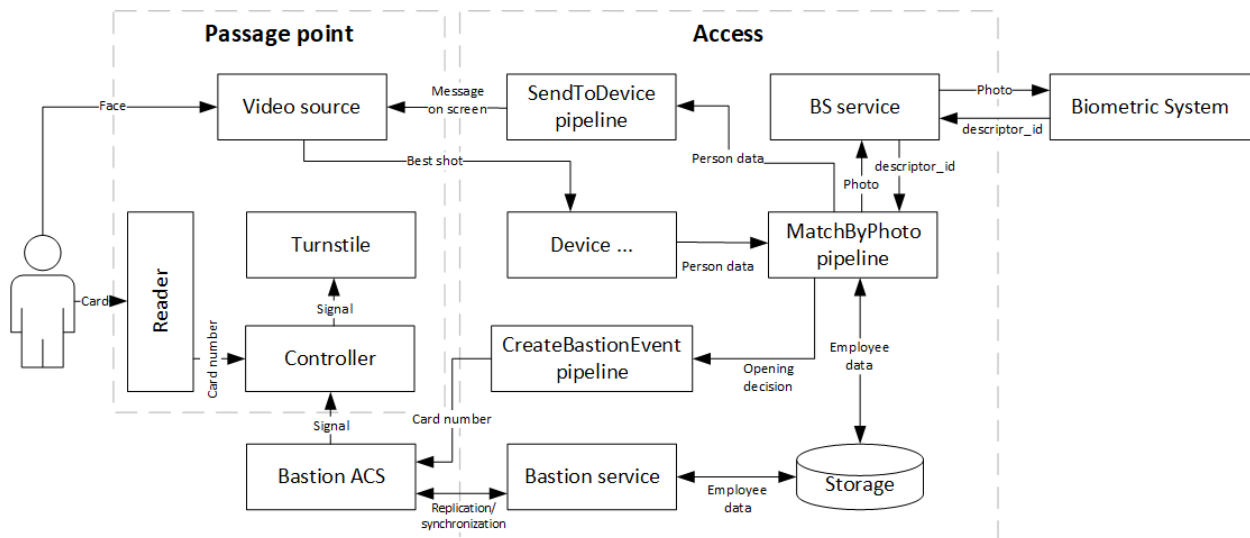 Passage point
Access
Face
Video source
Message
on screen
SendToDevice
pipeline
BS service
Photo
descriptor_id
Biometric System
Best shot
Person data
Photo
descriptor_id
Reader
Turnstile
Device ...
Person data
MatchByPhoto
pipeline
Card
Card number
Signal
Controller
CreateBastionEvent
pipeline
Opening
decision
Employee
data
Signal
Card number
Bastion ACS
Replication/
synchronization
Bastion service
Employee
data
Storage